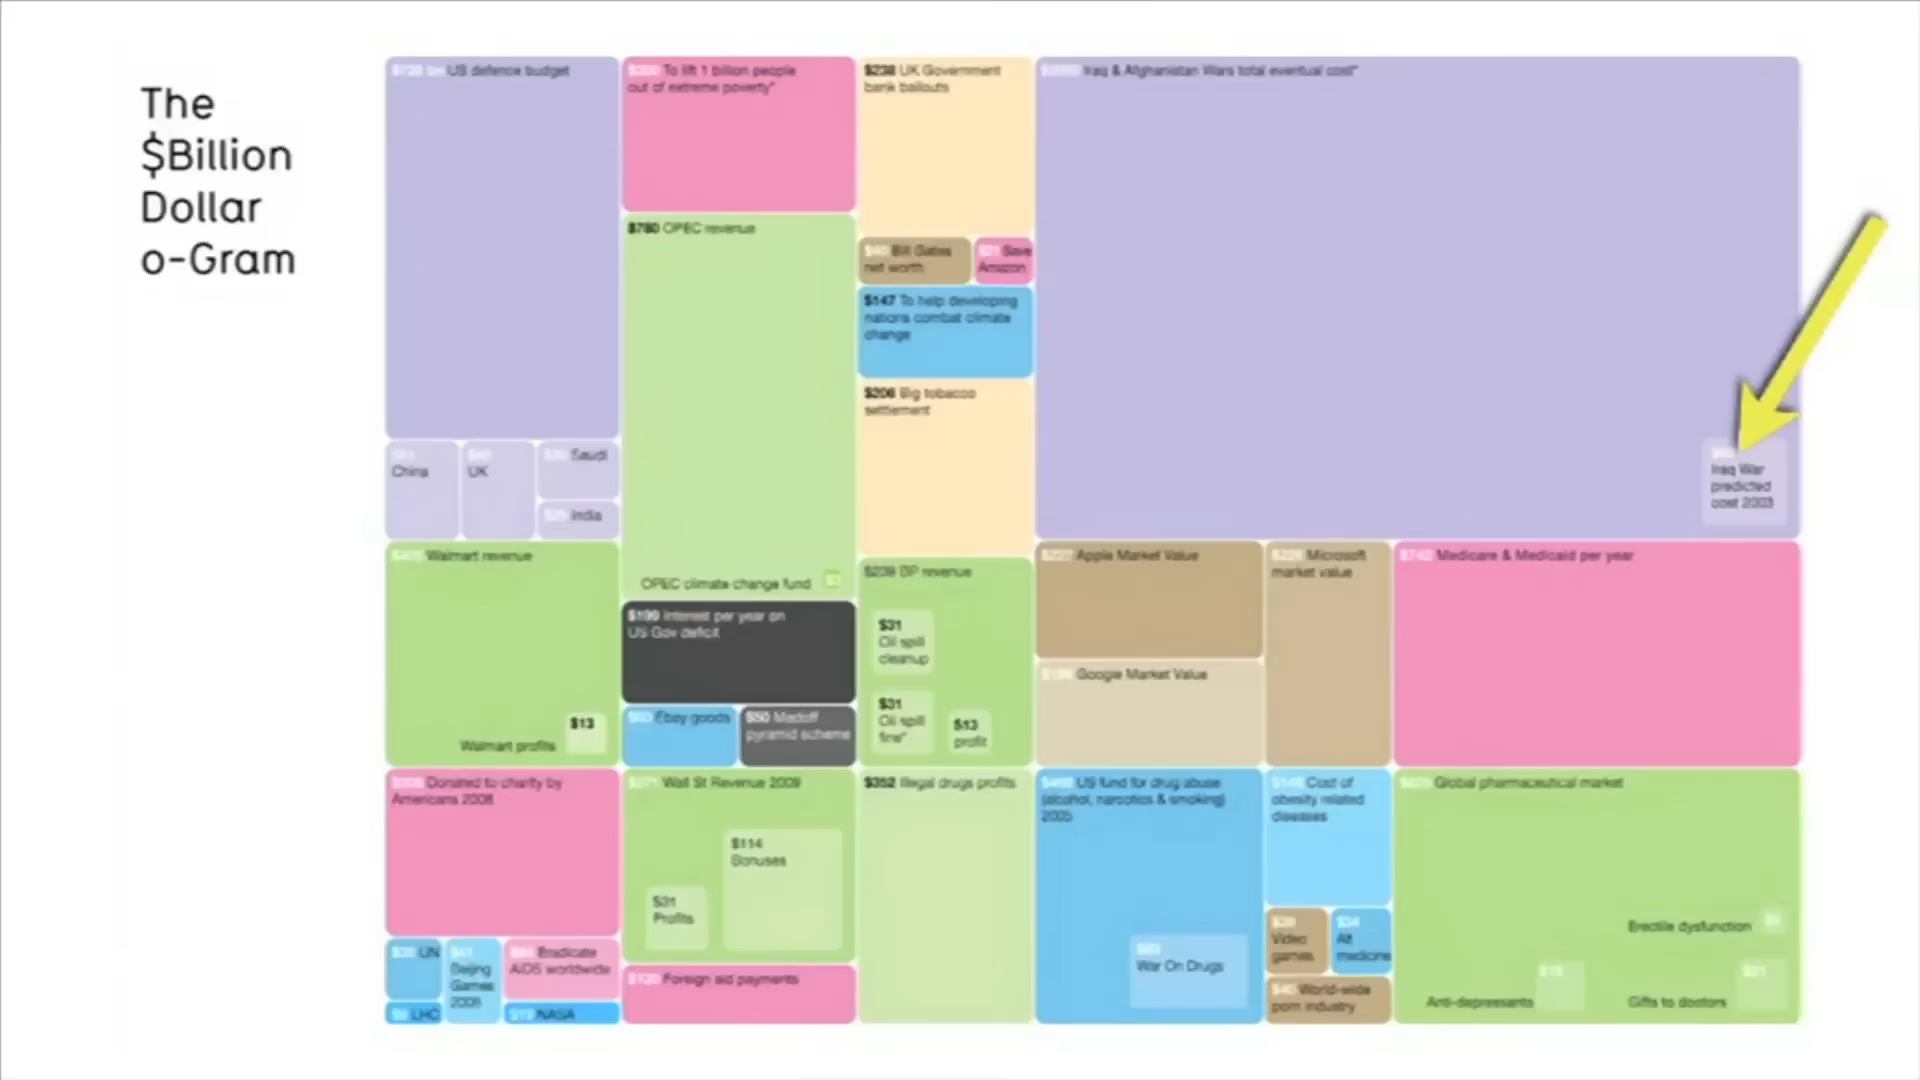 The
$Billion
Dollar
o-Gram
US defence budget
China
UK
Saudi
India
To lift 1 billion people
out of extreme poverty*
$780 OPEC revenue
OPEC climate change fund
$238 UK Government
bank bailouts
Bill Gates
net worth
Save
Amazon
$147 To help developing
nations combat climate
change
$206 Big tobacco
settlement
Iraq & Afghanistan Wars total eventual cost*
Iraq War
predicted
cost 2003
Walmart revenue
$13
Walmart profits
$199 Interest per year on
US Gov deficit
Ebay goods
$50 Madoff
pyramid scheme
$239 BP revenue
$31
Oil spill
cleanup
$31
Oil spill
fine*
$13
profit
Apple Market Value
Google Market Value
Microsoft
market value
Medicare & Medicaid per year
Donated to charity by
Americans 2008
UN
LHC
$41
Beijing
Games
2008
Eradicate
AIDS worldwide
NASA
Wall St Revenue 2009
$114
Bonuses
$31
Profits
$120 Foreign aid payments
$352 Illegal drugs profits
US fund for drug abuse
(alcohol, narcotics & smoking)
2005
War On Drugs
Cost of
obesity related
diseases
Video
games
$34
Alt
medicine
World-wide
porn industry
Global pharmaceutical market
Erectile dysfunction
Anti-depressants
Gifts to doctors
$21